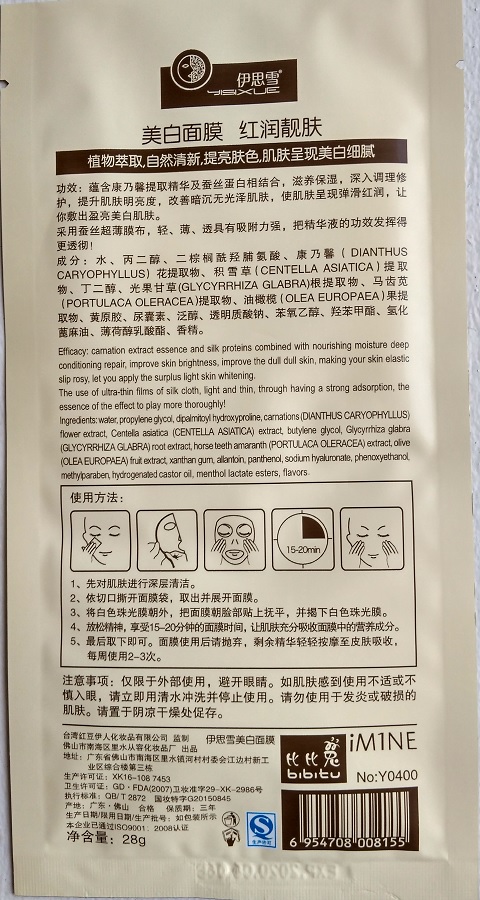 伊思雪®
YISIXUE
美白面膜 红润靓肤
植物萃取,自然清新,提亮肤色,肌肤呈现美白细腻
功效：蕴含康乃馨提取精华及蚕丝蛋白相结合，滋养保湿，深入调理修
护，提升肌肤明亮度，改善暗沉无光泽肌肤，使肌肤呈现弹滑红润，让
你敷出盈亮美白肌肤。
采用蚕丝超薄膜布，轻、薄、透具有吸附力强，把精华液的功效发挥得
更透彻！
成分：水、丙二醇、二棕榈酰羟脯氨酸、康乃馨（DIANTHUS
CARYOPHYLLUS）花提取物、积雪草(CENTELLA ASIATICA)提取
物、丁二醇、光果甘草(GLYCYRRHIZA GLABRA)根提取物、马齿苋
(PORTULACA OLERACEA)提取物、油橄榄(OLEA EUROPAEA)果提
取物、黄原胶、尿囊素、泛醇、透明质酸钠、苯氧乙醇、羟苯甲酯、氢化
蓖麻油、薄荷醇乳酸酯、香精。
Efficacy: carnation extract essence and silk proteins combined with nourishing moisture deep
conditioning repair, improve skin brightness, improve the dull dull skin, making your skin elastic
slip rosy, let you apply the surplus light skin whitening.
The use of ultra-thin films of silk cloth, light and thin, through having a strong adsorption, the
essence of the effect to play more thoroughly!
Ingredients: water, propylene glycol, dipalmitoyl hydroxyproline, carnations (DIANTHUS CARYOPHYLLUS)
flower extract, Centella asiatica (CENTELLA ASIATICA) extract, butylene glycol, Glycyrrhiza glabra
(GLYCYRRHIZA GLABRA) root extract, horse teeth amaranth (PORTULACA OLERACEA) extract, olive
(OLEA EUROPAEA) fruit extract, xanthan gum, allantoin, panthenol, sodium hyaluronate, phenoxyethanol,
methylparaben, hydrogenated castor oil, menthol lactate esters, flavors.
使用方法：
15-20min
1、先对肌肤进行深层清洁。
2、依切口撕开面膜袋，取出并展开面膜。
3、将白色珠光膜朝外，把面膜朝脸部贴上抚平，并揭下白色珠光膜。
4、放松精神，享受15–20分钟的面膜时间，让肌肤充分吸收面膜中的营养成分。
5、最后取下即可。面膜使用后请抛弃，剩余精华轻轻按摩至皮肤吸收，
每周使用2-3次。
注意事项：仅限于外部使用，避开眼睛。如肌肤感到使用不适或不
慎入眼，请立即用清水冲洗并停止使用。请勿使用于发炎或破损的
肌肤。请置于阴凉干燥处促存。
台湾红豆伊人化妆品有限公司 监制 伊思雪美白面膜
佛山市南海区里水从容化妆品厂 出品
地址：广东省佛山市南海区里水镇河村村委会江边村新工
业区综合楼第三栋
生产许可证：XK16-108 7453
卫生许可证：GD·FDA(2007)卫妆准字29-XK-2986号
执行标准：QB/T 2872 国妆特字G20150845
产地：广东·佛山 合格 保质期：三年
生产日期/限用日期/生产批号：如包装所示
本企业已通过ISO9001：2008认证
净含量：28g
生产许可
比比兔
bibitu
iM1NE
No:Y0400
6 954708 008155